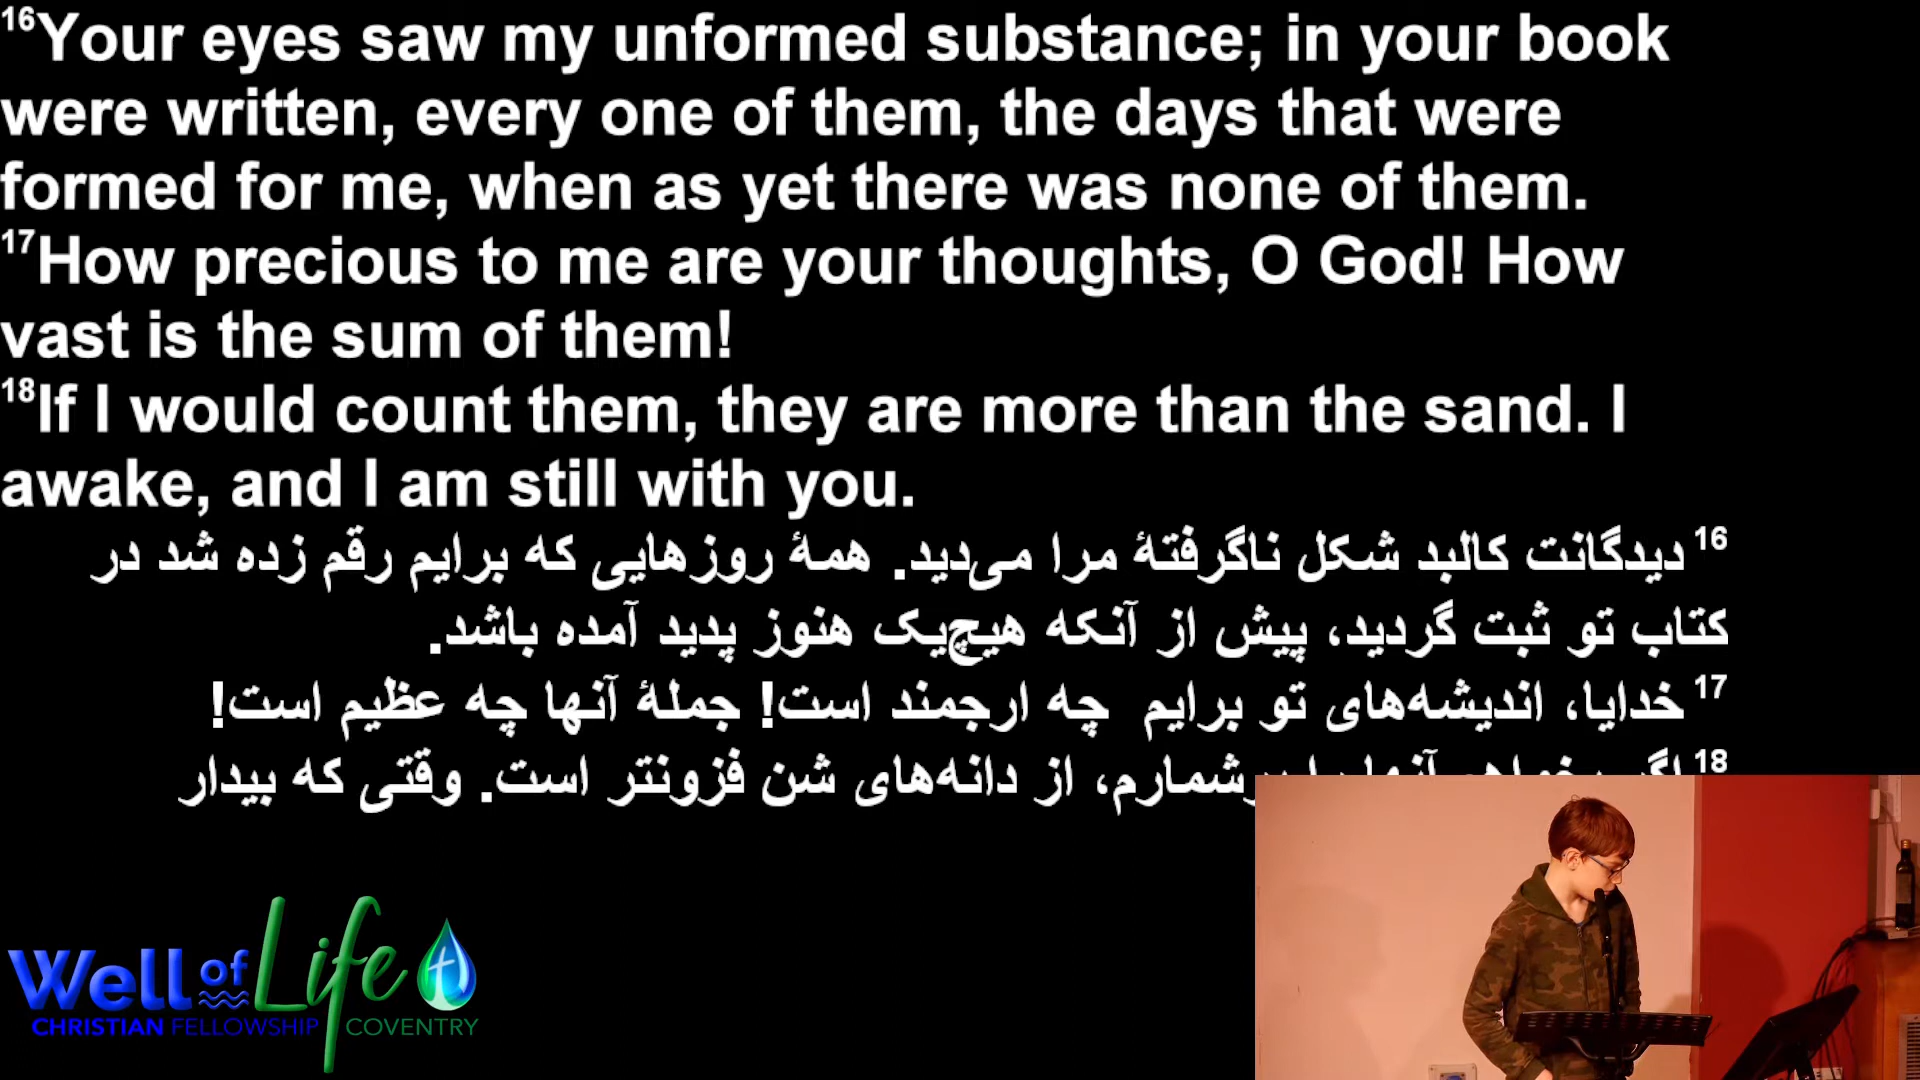 16Your eyes saw my unformed substance; in your book
were written, every one of them, the days that were
formed for me, when as yet there was none of them.
17How precious to me are your thoughts, O God! How
vast is the sum of them!
18If I would count them, they are more than the sand. I
awake, and I am still with you.
16 دیدگانت کالبد شکل ناگرفتهٔ مرا می‌دید. همهٔ روزهایی که برایم رقم زده شد در
کتاب تو ثبت گردید، پیش از آنکه هیچ‌یک هنوز پدید آمده باشد.
17 خدایا، اندیشه‌های تو برایم چه ارجمند است! جملهٔ آنها چه عظیم است!
18 از دانه‌های شن فزونتر است. وقتی که بیدار
Well of Life
CHRISTIAN FELLOWSHIP COVENTRY